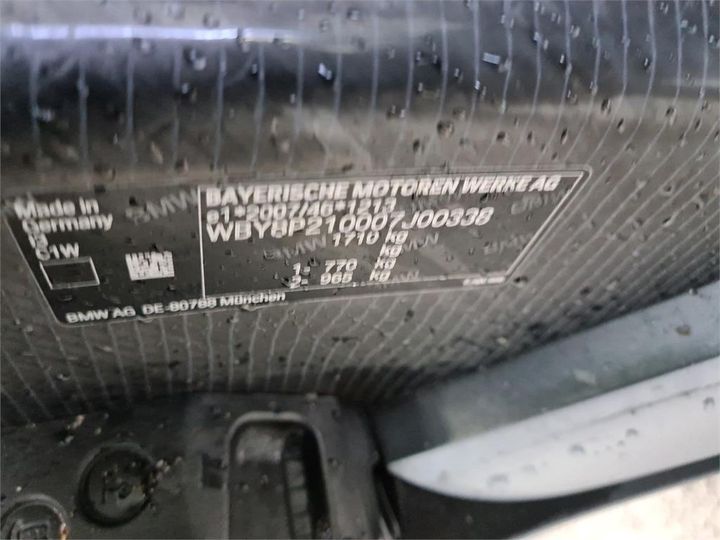 Made in
Germany
03
C1W
BAYERISCHE MOTOREN WERKE AG
e1*2007/46*1213
WBY8P210007J00338
1710 kg
kg
1- 770 kg
2- 965 kg
BMW AG DE-80788 München